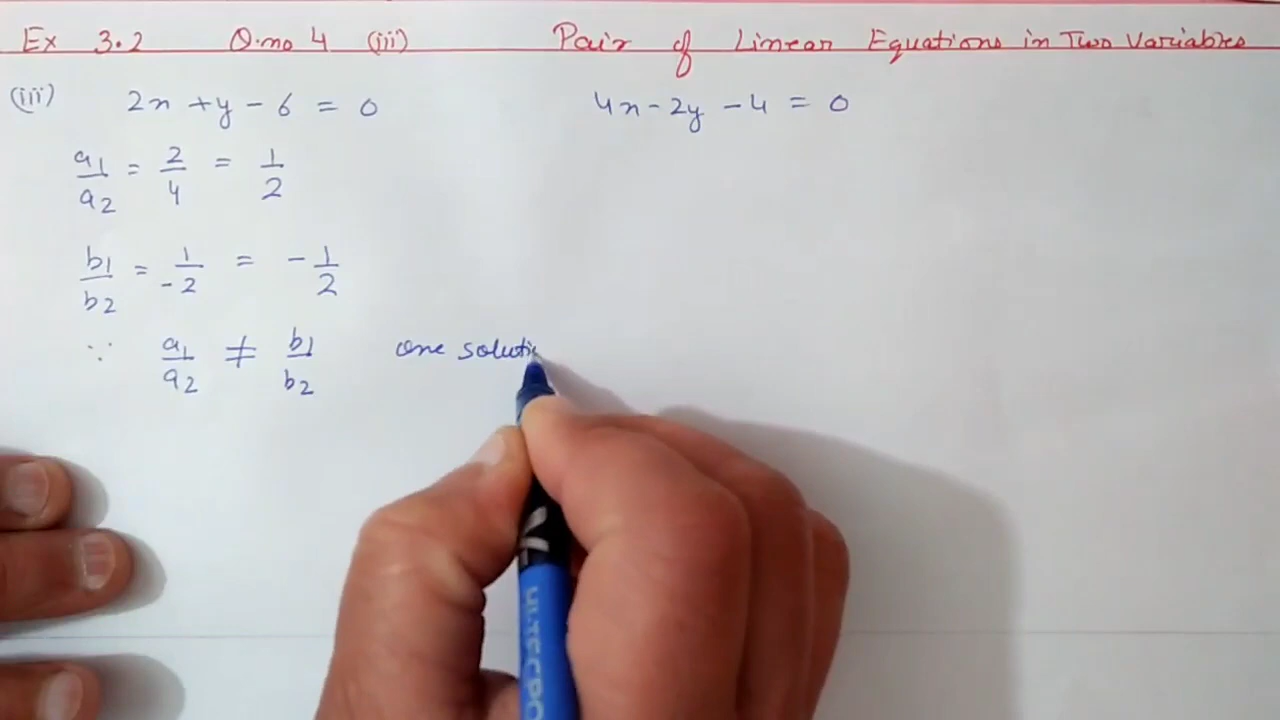 Ex 3.2 Q.no 4 (iii) Pair of Linear Equations in Two Variables
(iii) 2x + y - 6 = 0 4x - 2y - 4 = 0
a1/a2 = 2/4 = 1/2
b1/b2 = 1/-2 = -1/2
∵ a1/a2 ≠ b1/b2 one soluti